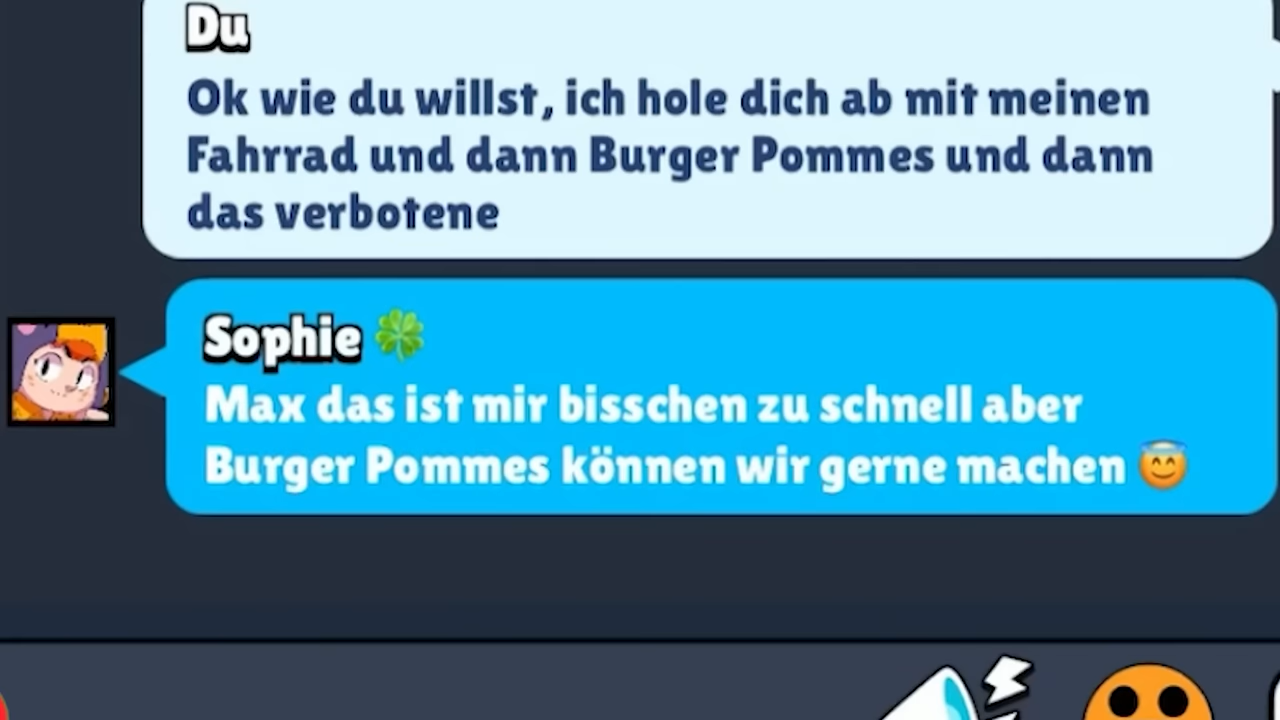 Du
Ok wie du willst, ich hole dich ab mit meinen
Fahrrad und dann Burger Pommes und dann
das verbotene
Sophie 🍀
Max das ist mir bisschen zu schnell aber
Burger Pommes können wir gerne machen 😇